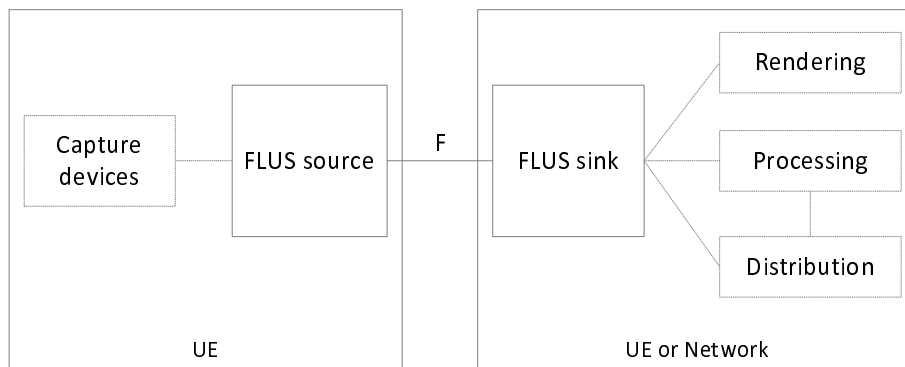 Capture
devices
FLUS source
F
FLUS sink
Rendering
Processing
Distribution
UE
UE or Network